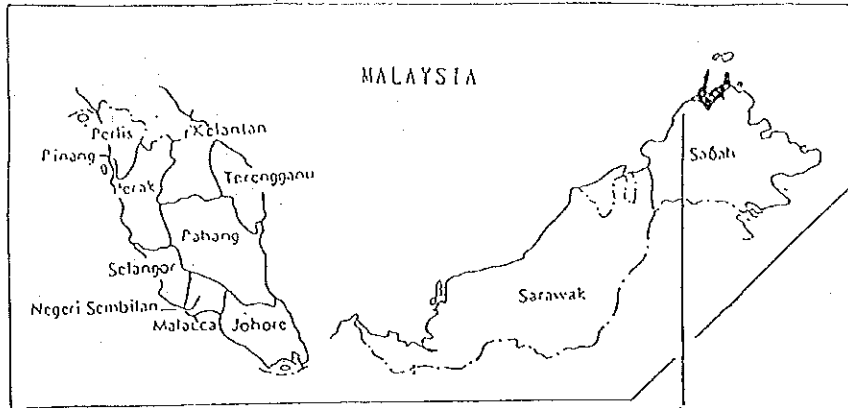 MALAYSIA
Perlis
Kelantan
Pinang
Sabah
Perak
Terengganu
Pahang
Selangor
Negeri Sembilan
Sarawak
Malacca
Johore